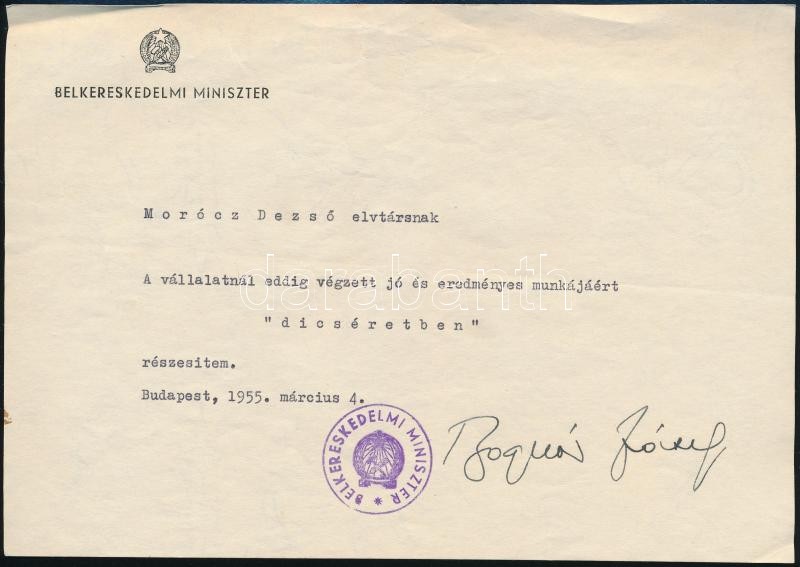 BELKERESKEDELMI MINISZTER
Morócz Dezső elvtársnak
A vállalatnál eddig végzett jó és eredményes munkájáért
darabanth
"dicséretben"
részesitem.
Budapest, 1955. március 4.
BELKERESKEDELMI MINISZTER *
Bognár József